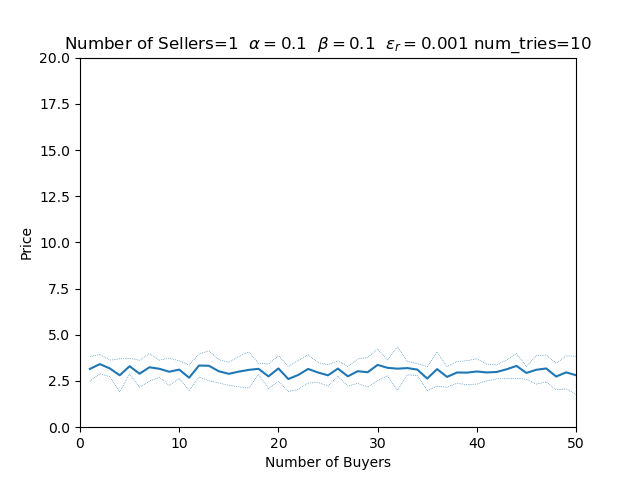 Number of Sellers=1 α = 0.1 β = 0.1 εᵣ = 0.001 num_tries=10
20.0
17.5
15.0
12.5
10.0
7.5
5.0
2.5
0.0
Price
0 10 20 30 40 50
Number of Buyers